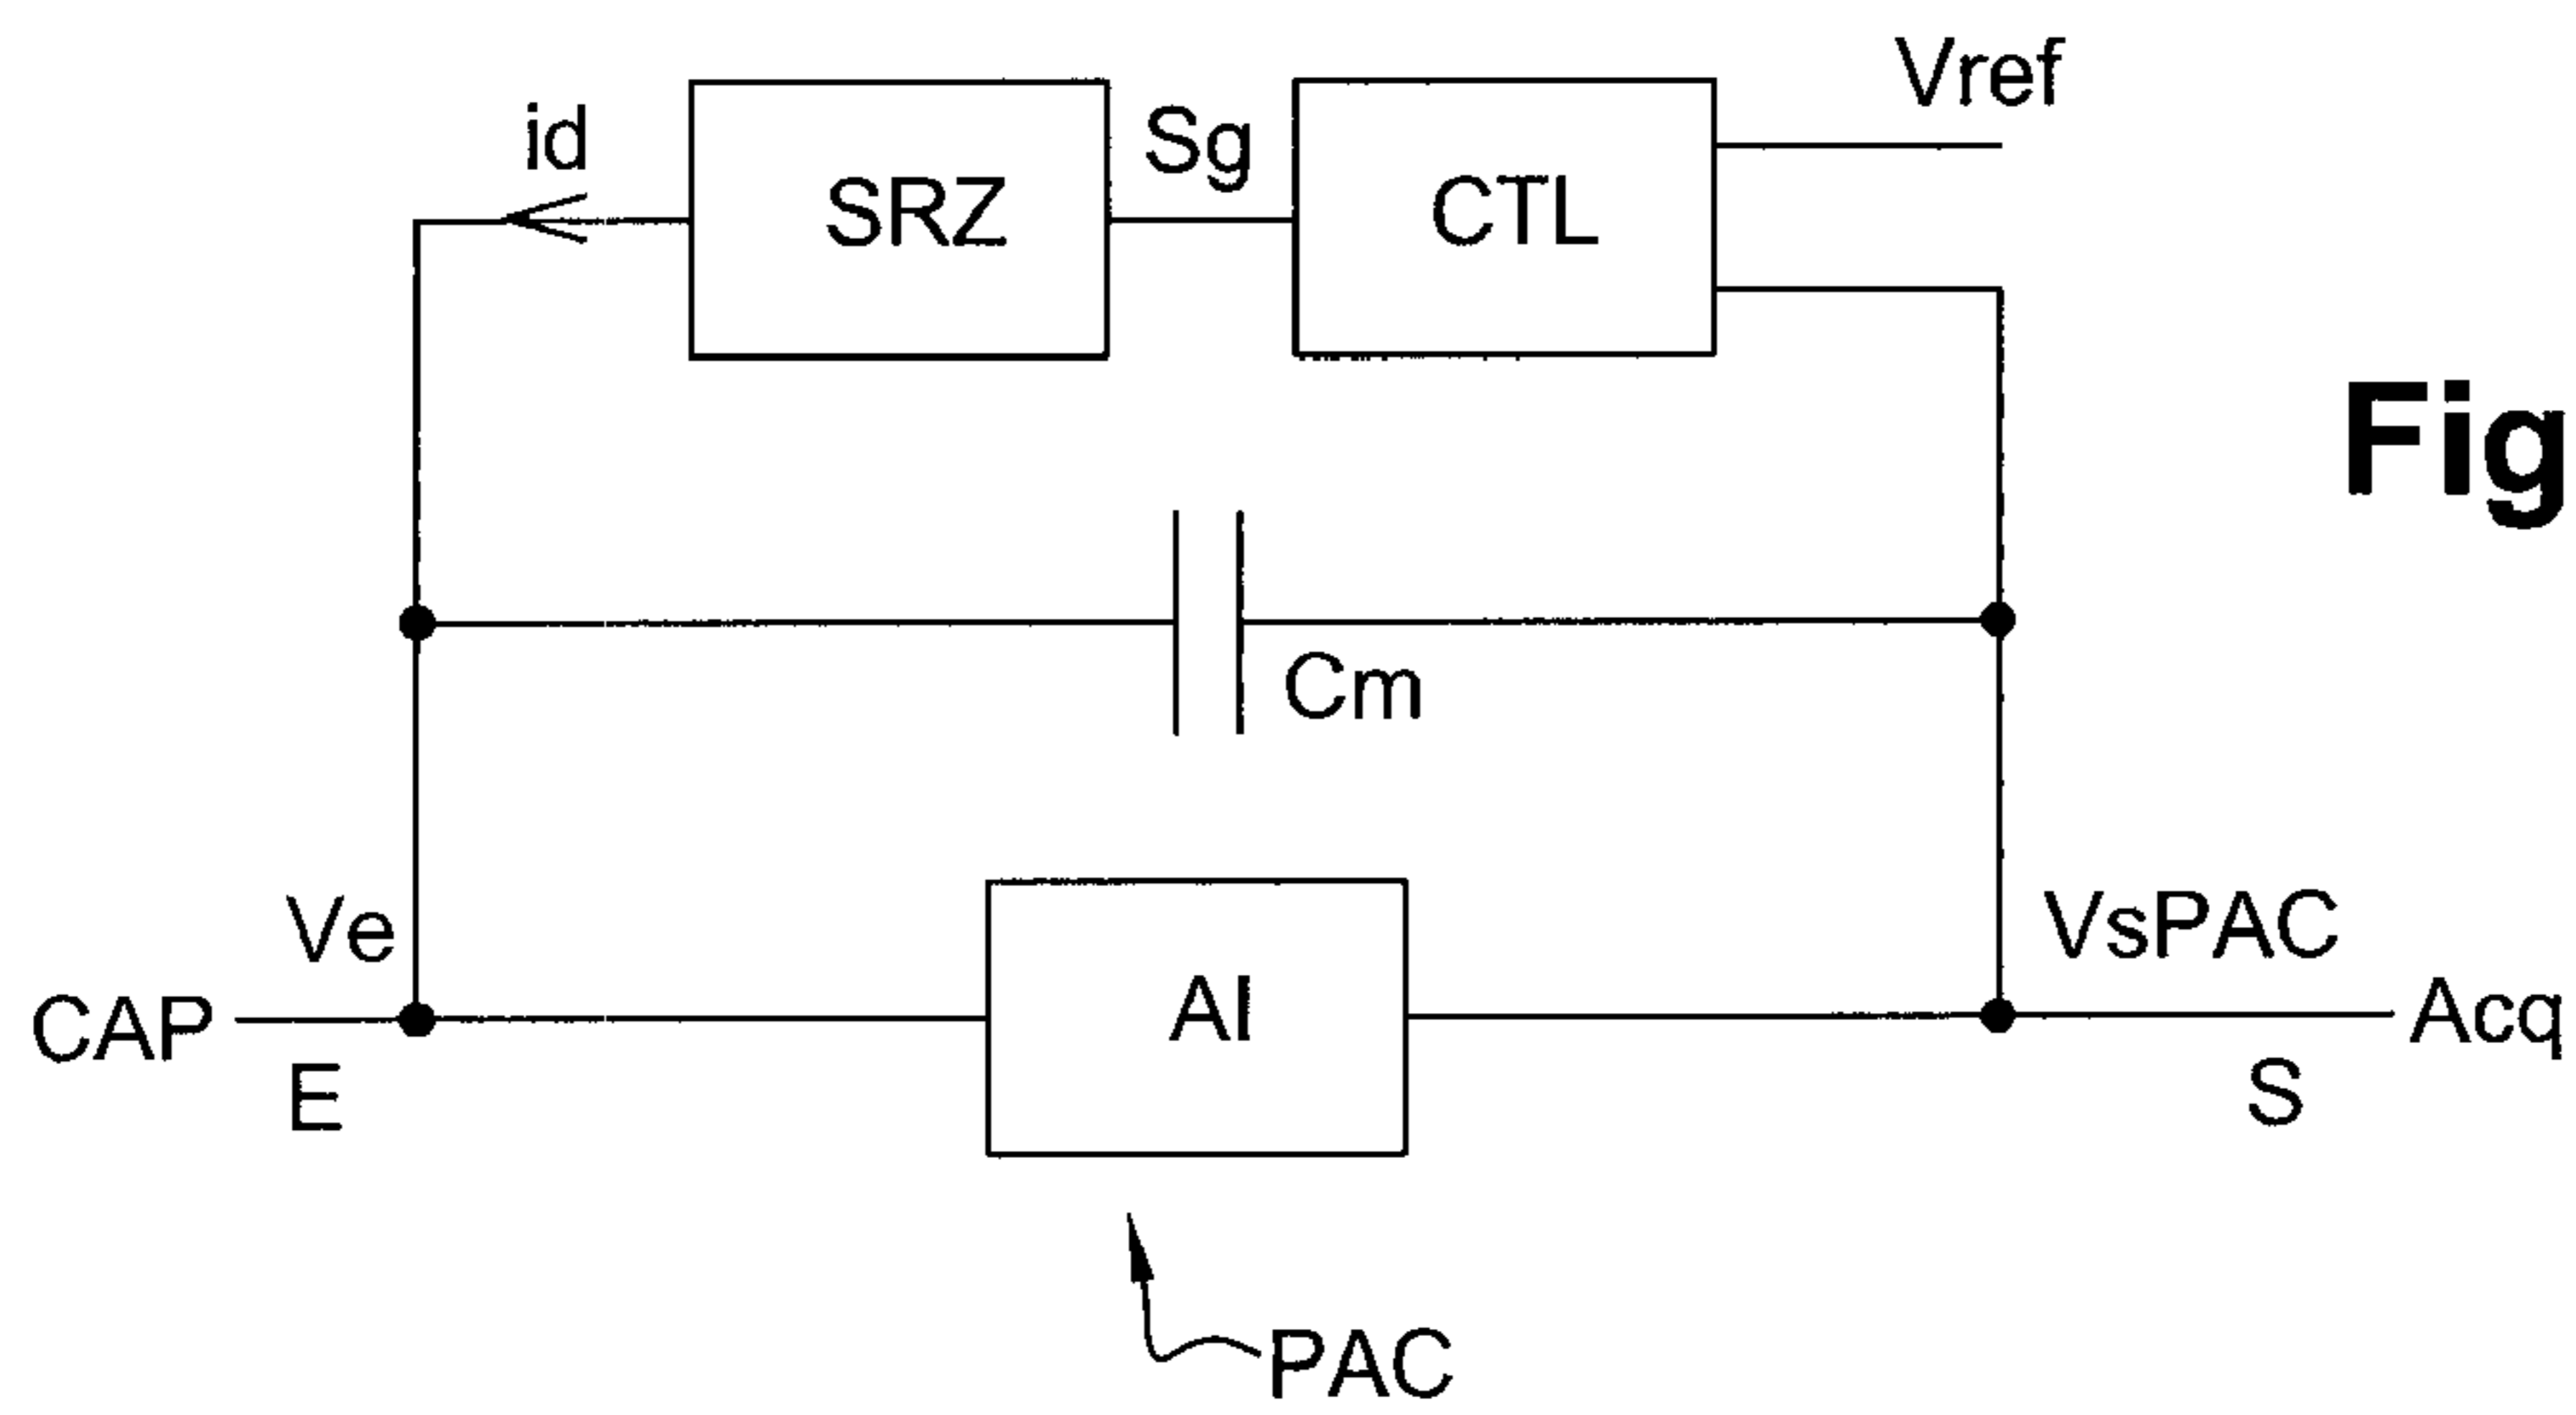 Vref
id
SRZ
Sg
CTL
Fig
Cm
Ve
VsPAC
CAP
AI
Acq
E
S
PAC